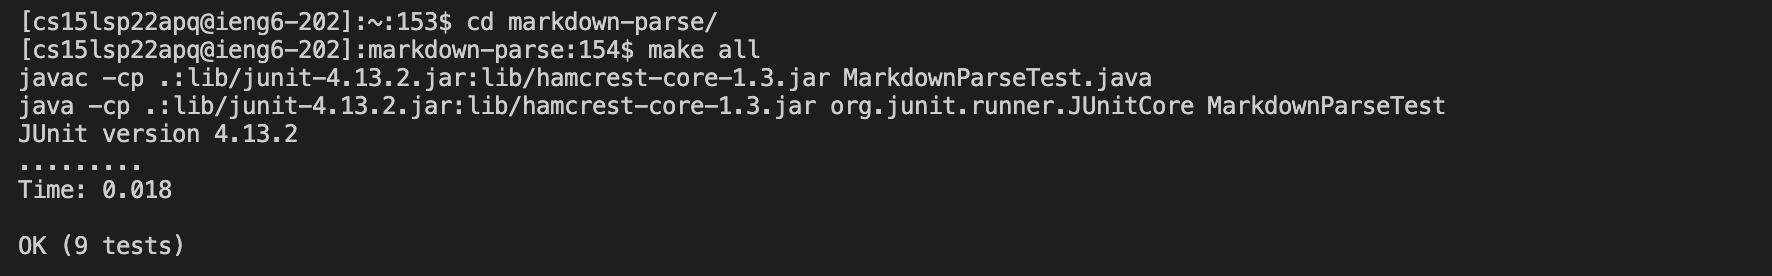 [cs15lsp22apq@ieng6-202]:~:153$ cd markdown-parse/
[cs15lsp22apq@ieng6-202]:markdown-parse:154$ make all
javac -cp .:lib/junit-4.13.2.jar:lib/hamcrest-core-1.3.jar MarkdownParseTest.java
java -cp .:lib/junit-4.13.2.jar:lib/hamcrest-core-1.3.jar org.junit.runner.JUnitCore MarkdownParseTest
JUnit version 4.13.2
.........
Time: 0.018
OK (9 tests)